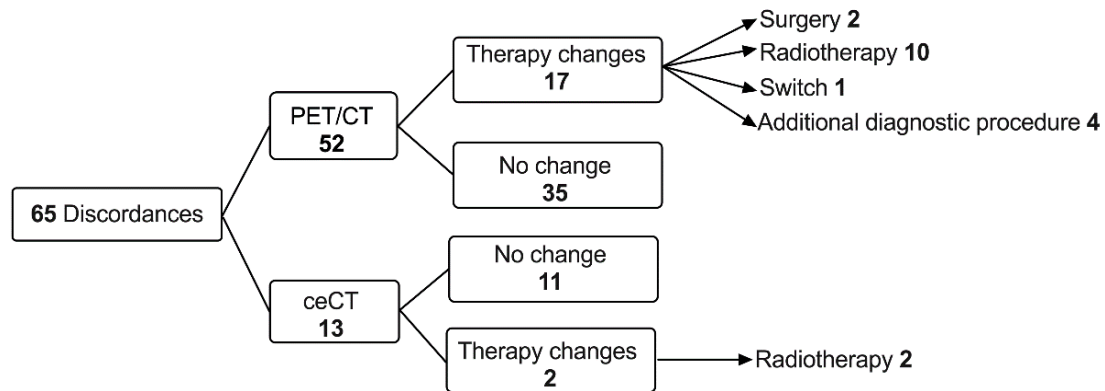 65 Discordances
PET/CT
52
Therapy changes
17
Surgery 2
Radiotherapy 10
Switch 1
Additional diagnostic procedure 4
No change
35
ceCT
13
No change
11
Therapy changes
2
Radiotherapy 2